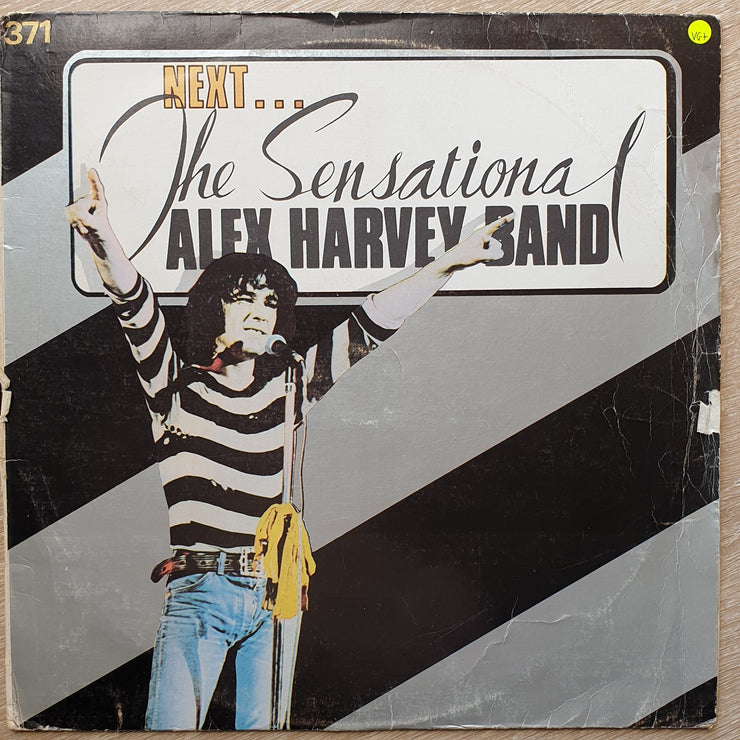 371
VG+
NEXT...
The Sensational
ALEX HARVEY BAND